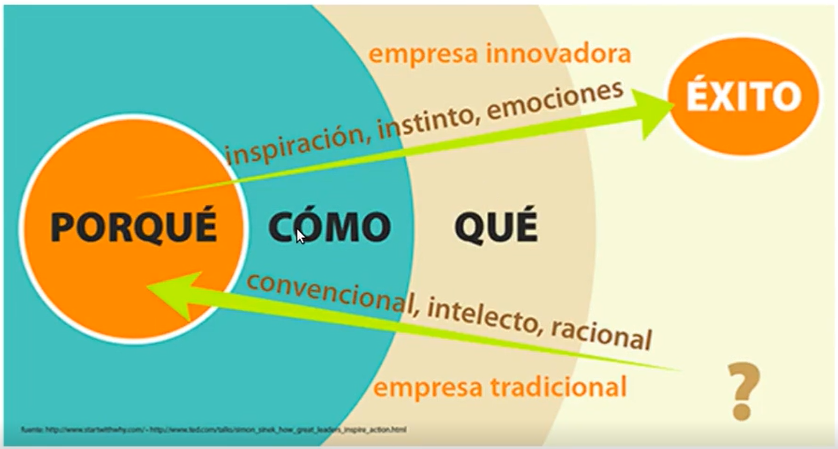 empresa innovadora
inspiración, instinto, emociones
ÉXITO
PORQUÉ CÓMO QUÉ
convencional, intelecto, racional
empresa tradicional
?
fuente: http://www.startwithwhy.com/ - http://www.ted.com/talks/simon_sinek_how_great_leaders_inspire_action.html